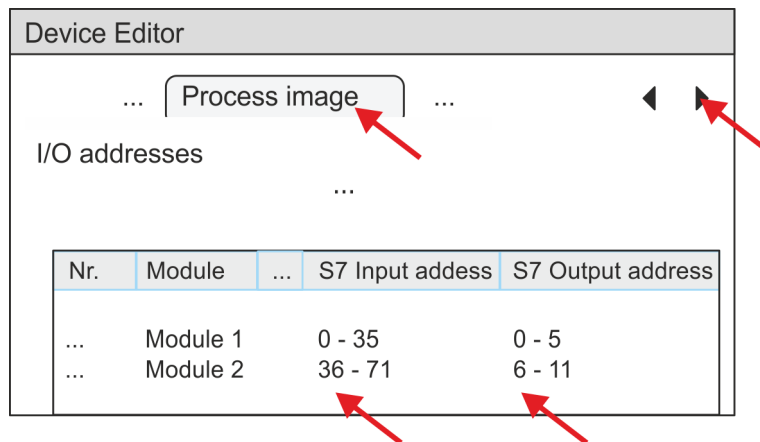 Device Editor
... Process image ...
I/O addresses
...
Nr. Module ... S7 Input addess S7 Output address
... Module 1 0 - 35 0 - 5
... Module 2 36 - 71 6 - 11